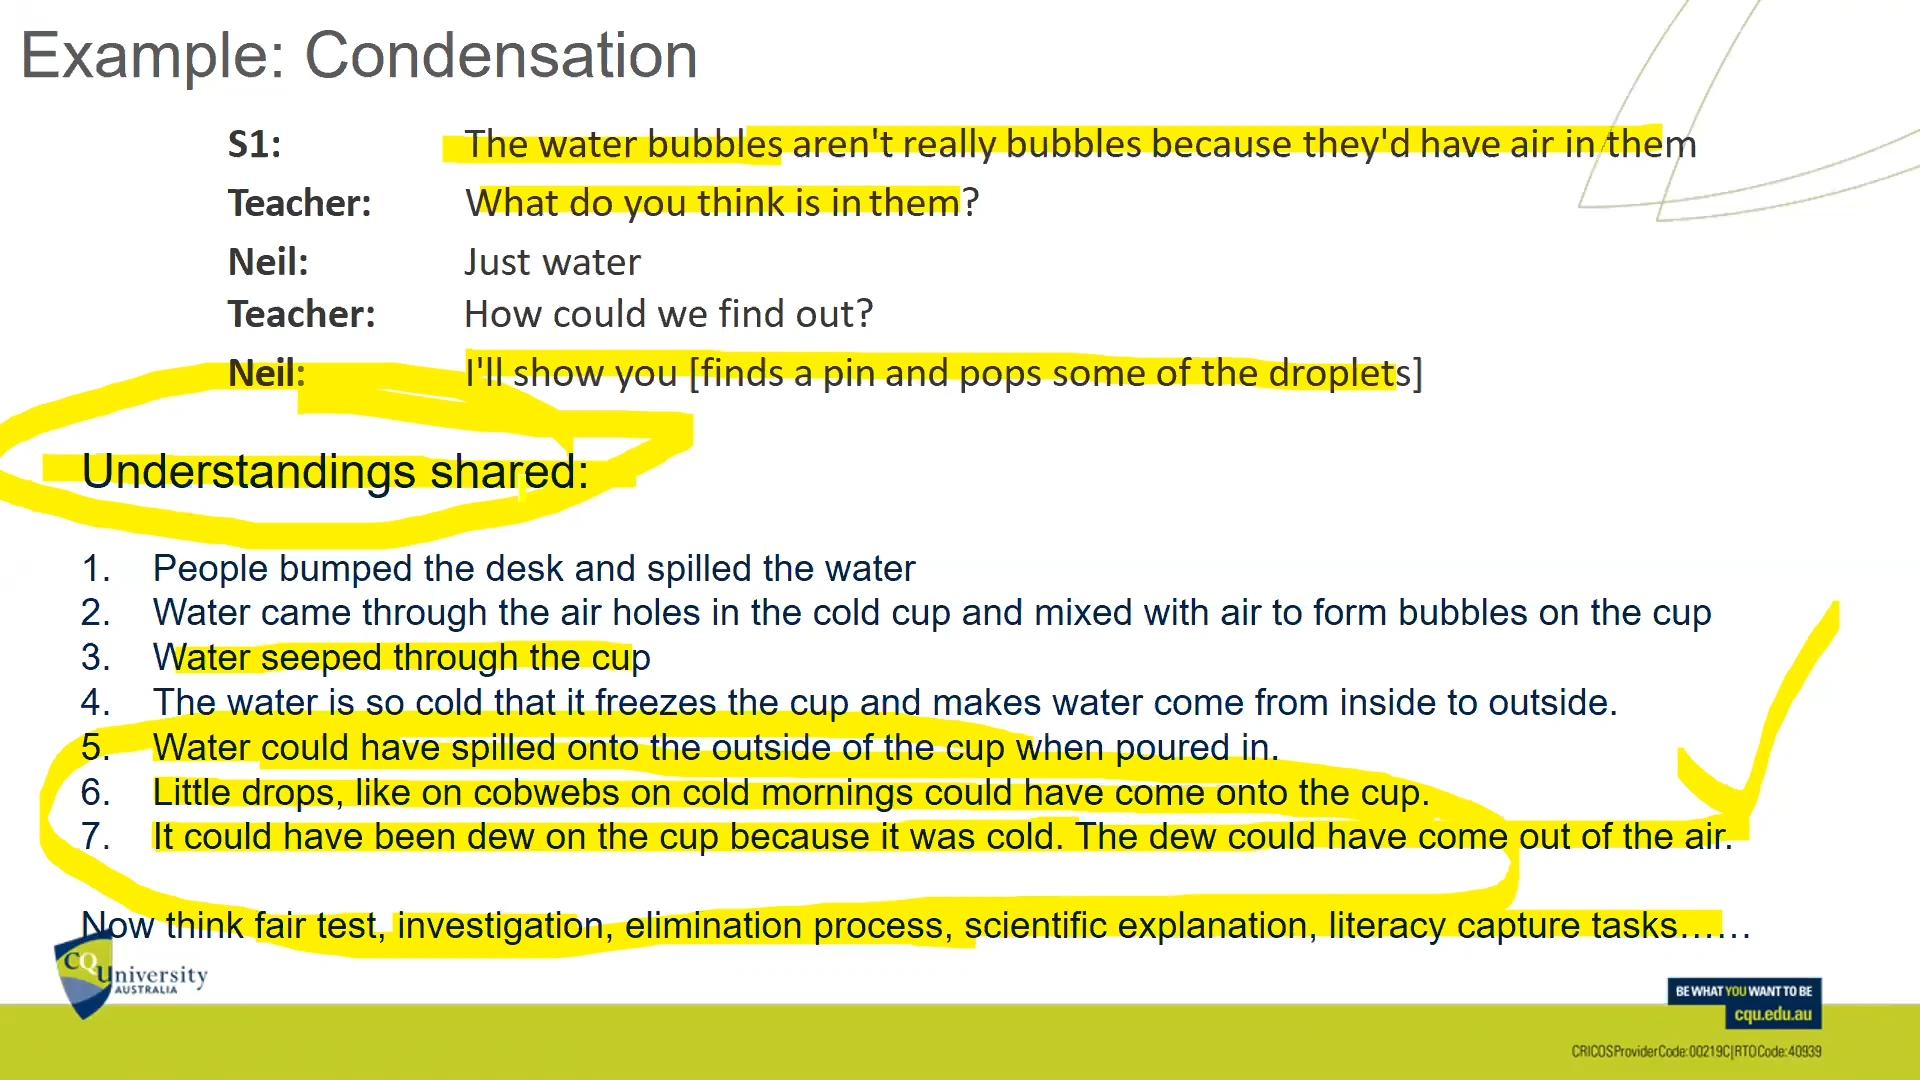 Example: Condensation
S1: The water bubbles aren't really bubbles because they'd have air in them
Teacher: What do you think is in them?
Neil: Just water
Teacher: How could we find out?
Neil: I'll show you [finds a pin and pops some of the droplets]
Understandings shared:
1. People bumped the desk and spilled the water
2. Water came through the air holes in the cold cup and mixed with air to form bubbles on the cup
3. Water seeped through the cup
4. The water is so cold that it freezes the cup and makes water come from inside to outside.
5. Water could have spilled onto the outside of the cup when poured in.
6. Little drops, like on cobwebs on cold mornings could have come onto the cup.
7. It could have been dew on the cup because it was cold. The dew could have come out of the air.
Now think fair test, investigation, elimination process, scientific explanation, literacy capture tasks……
CQUniversity
AUSTRALIA
BE WHAT YOU WANT TO BE
cqu.edu.au
CRICOS Provider Code: 00219C | RTO Code: 40939